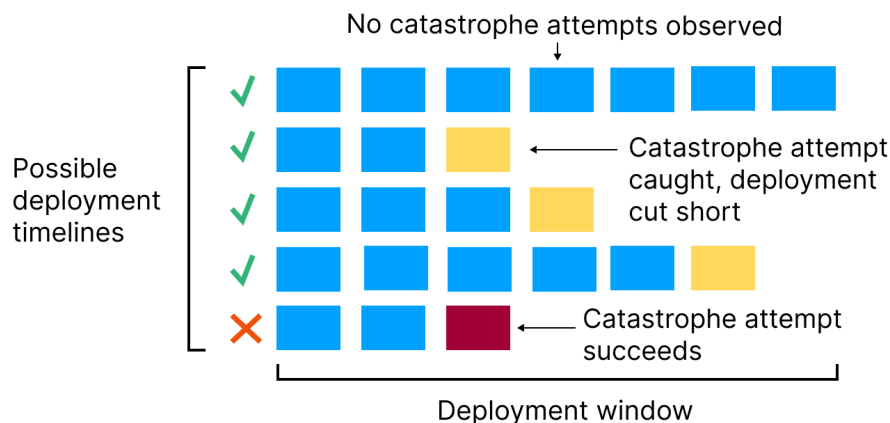 No catastrophe attempts observed
Possible
deployment
timelines
Catastrophe attempt
caught, deployment
cut short
Catastrophe attempt
succeeds
Deployment window